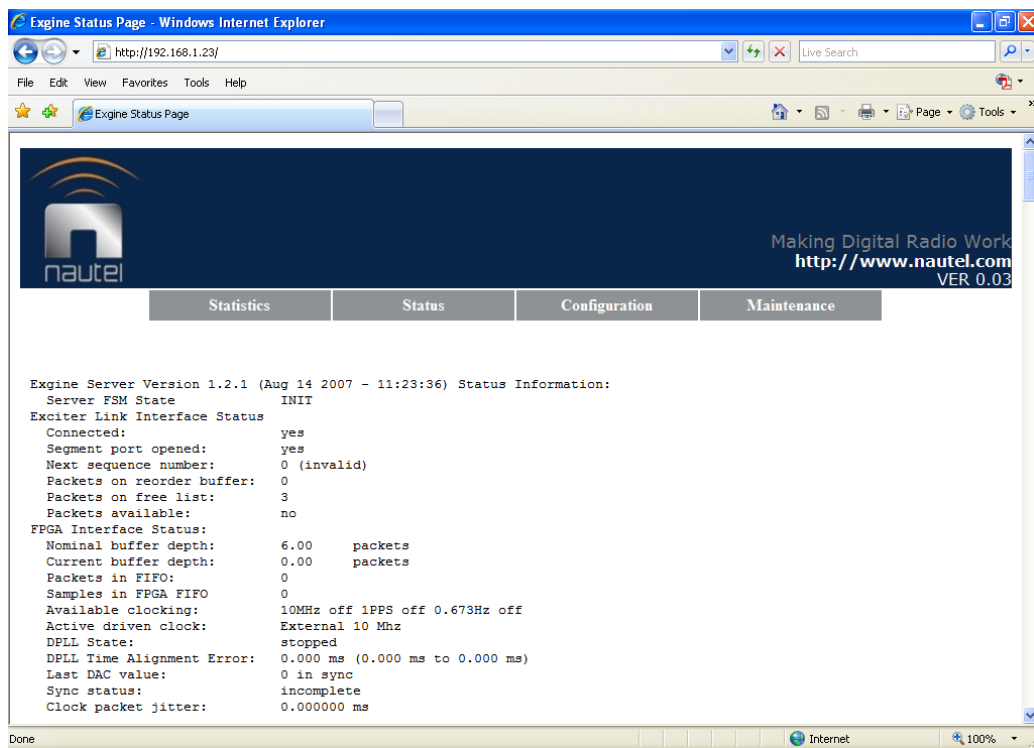 Exgine Status Page - Windows Internet Explorer
http://192.168.1.23/
Live Search
File Edit View Favorites Tools Help
Exgine Status Page
Page Tools
nautel
Making Digital Radio Work
http://www.nautel.com
VER 0.03
Statistics Status Configuration Maintenance
Exgine Server Version 1.2.1 (Aug 14 2007 - 11:23:36) Status Information:
Server FSM State INIT
Exciter Link Interface Status
Connected: yes
Segment port opened: yes
Next sequence number: 0 (invalid)
Packets on reorder buffer: 0
Packets on free list: 3
Packets available: no
FPGA Interface Status:
Nominal buffer depth: 6.00 packets
Current buffer depth: 0.00 packets
Packets in FIFO: 0
Samples in FPGA FIFO 0
Available clocking: 10MHz off 1PPS off 0.673Hz off
Active driven clock: External 10 Mhz
DPLL State: stopped
DPLL Time Alignment Error: 0.000 ms (0.000 ms to 0.000 ms)
Last DAC value: 0 in sync
Sync status: incomplete
Clock packet jitter: 0.000000 ms
Done Internet 100%